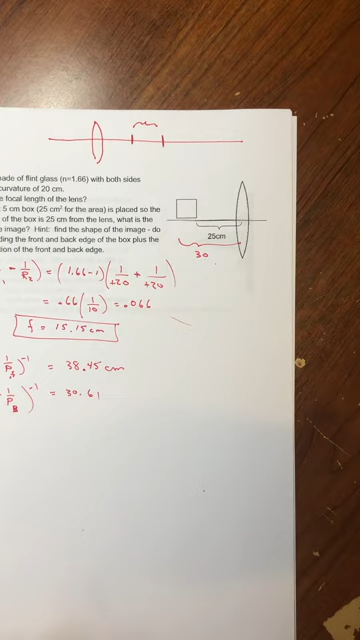 ade of flint glass (n=1.66) with both sides
curvature of 20 cm.
e focal length of the lens?
5 cm box (25 cm² for the area) is placed so the
of the box is 25 cm from the lens, what is the
e image? Hint: find the shape of the image - do
ding the front and back edge of the box plus the
tion of the front and back edge.
25cm
30
- 1/R₂) = (1.66-1)(1/+20 + 1/+20)
= .66(1/10) = .066
f = 15.15cm
1/P_f)⁻¹ = 38.45 cm
1/P_B)⁻¹ = 30.61